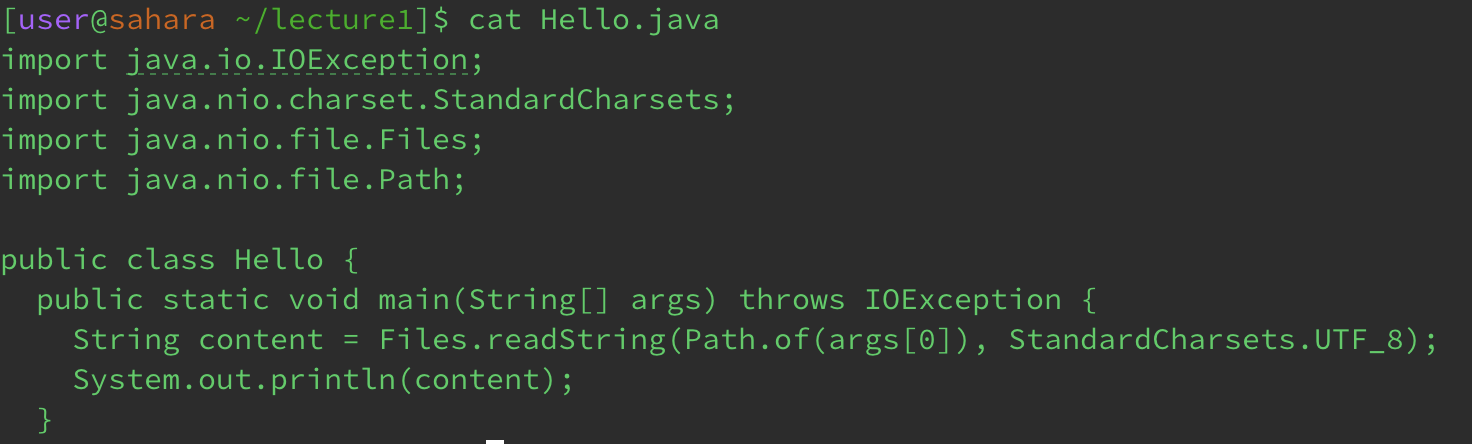 [user@sahara ~/lecture1]$ cat Hello.java
import java.io.IOException;
import java.nio.charset.StandardCharsets;
import java.nio.file.Files;
import java.nio.file.Path;

public class Hello {
  public static void main(String[] args) throws IOException {
    String content = Files.readString(Path.of(args[0]), StandardCharsets.UTF_8);
    System.out.println(content);
  }